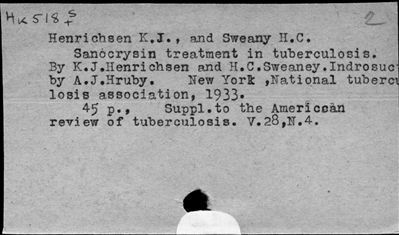 Нк 518 s/+ 2
Henrichsen K.J., and Sweany H.C.
Sanocrysin treatment in tuberculosis.
By K.J.Henrichsen and H.C.Sweaney.Indrosuc
by A.J.Hruby. New York ,National tubercu
losis association, 1933.
45 p., Suppl.to the American
review of tuberculosis. V.28,N.4.